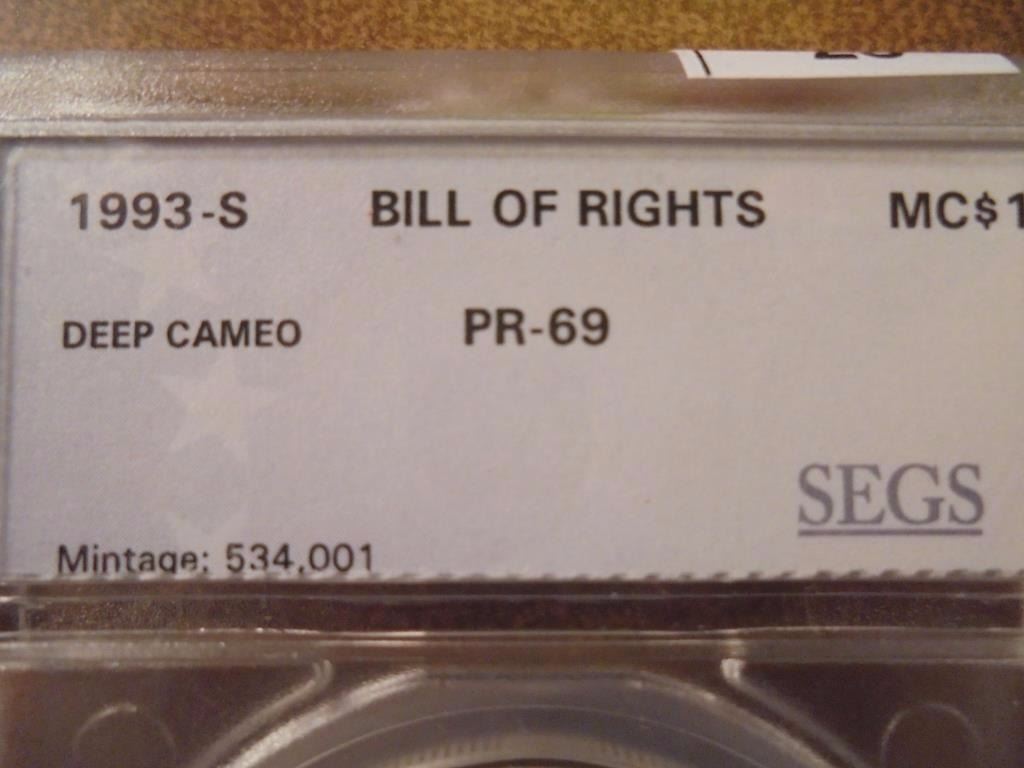 1993-S BILL OF RIGHTS MC$1
DEEP CAMEO PR-69
SEGS
Mintage: 534,001